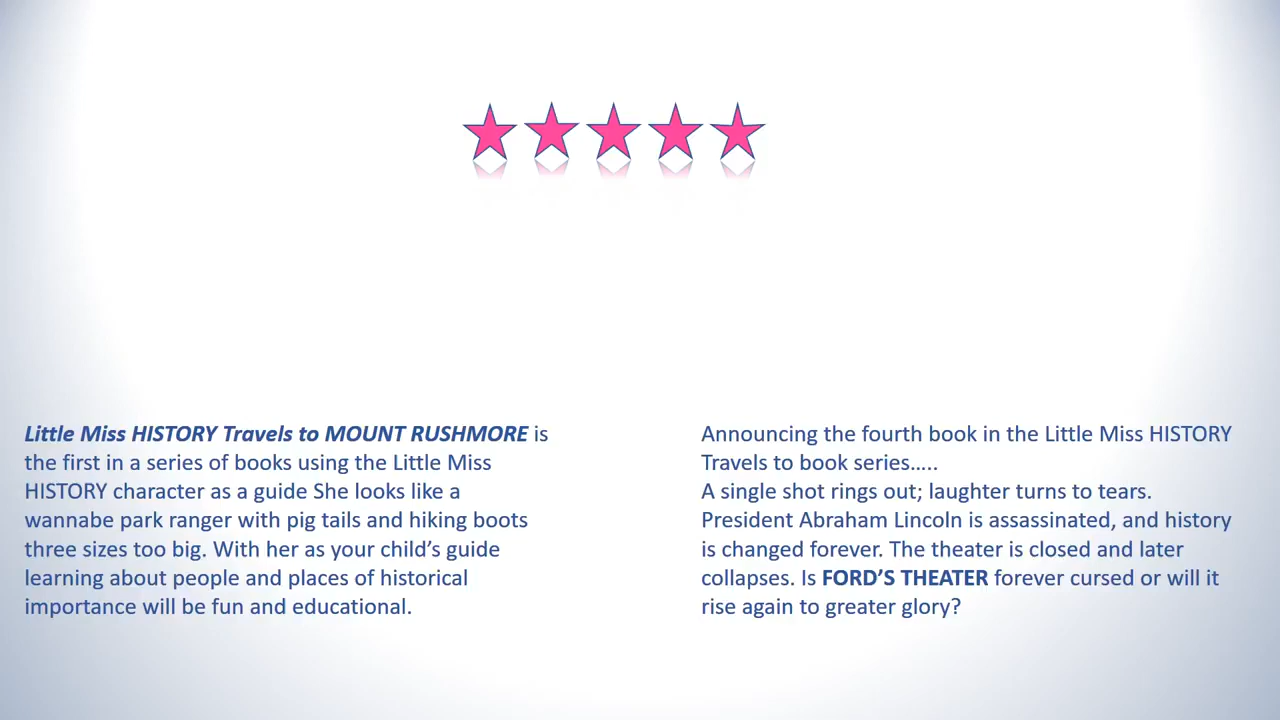 Little Miss HISTORY Travels to MOUNT RUSHMORE is
the first in a series of books using the Little Miss
HISTORY character as a guide She looks like a
wannabe park ranger with pig tails and hiking boots
three sizes too big. With her as your child’s guide
learning about people and places of historical
importance will be fun and educational.
Announcing the fourth book in the Little Miss HISTORY
Travels to book series…..
A single shot rings out; laughter turns to tears.
President Abraham Lincoln is assassinated, and history
is changed forever. The theater is closed and later
collapses. Is FORD’S THEATER forever cursed or will it
rise again to greater glory?